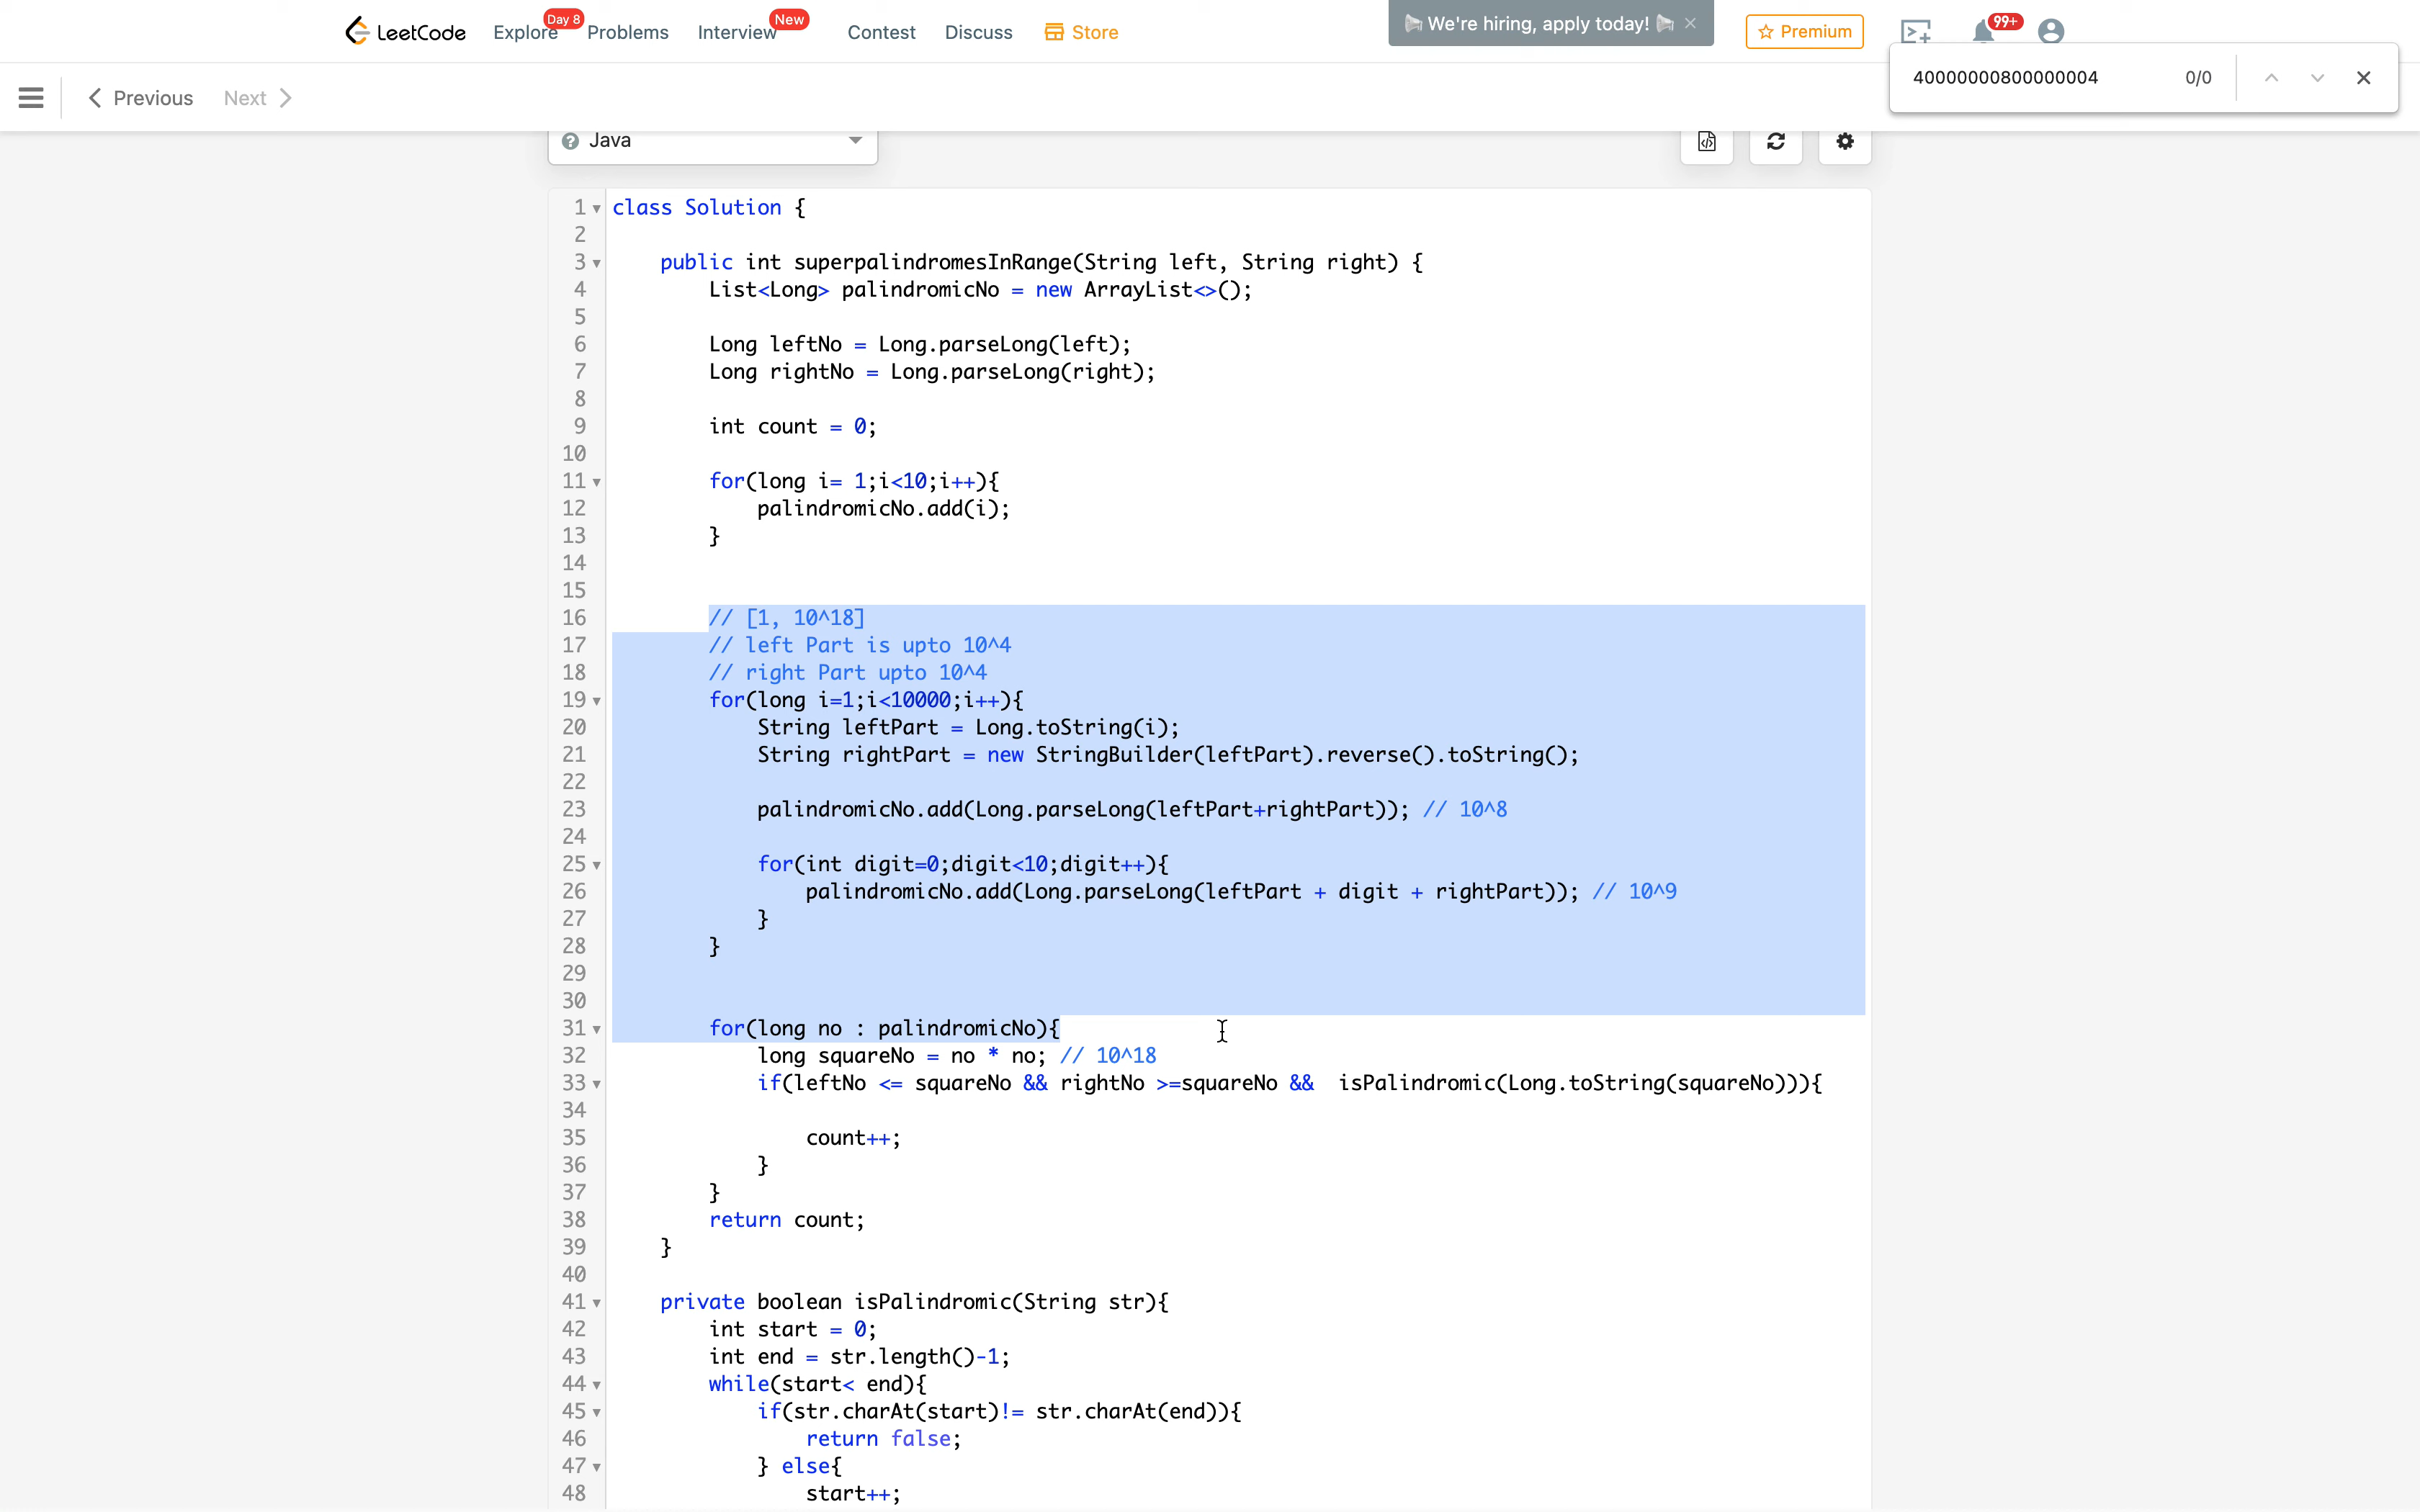 LeetCode Explore Day 8 Problems Interview New Contest Discuss Store We're hiring, apply today! Premium 99+
40000000800000004 0/0
Previous Next
Java
1 class Solution {
2
3 public int superpalindromesInRange(String left, String right) {
4 List<Long> palindromicNo = new ArrayList<>();
5
6 Long leftNo = Long.parseLong(left);
7 Long rightNo = Long.parseLong(right);
8
9 int count = 0;
10
11 for(long i= 1;i<10;i++){
12 palindromicNo.add(i);
13 }
14
15
16 // [1, 10^18]
17 // left Part is upto 10^4
18 // right Part upto 10^4
19 for(long i=1;i<10000;i++){
20 String leftPart = Long.toString(i);
21 String rightPart = new StringBuilder(leftPart).reverse().toString();
22
23 palindromicNo.add(Long.parseLong(leftPart+rightPart)); // 10^8
24
25 for(int digit=0;digit<10;digit++){
26 palindromicNo.add(Long.parseLong(leftPart + digit + rightPart)); // 10^9
27 }
28 }
29
30
31 for(long no : palindromicNo){
32 long squareNo = no * no; // 10^18
33 if(leftNo <= squareNo && rightNo >=squareNo && isPalindromic(Long.toString(squareNo))){
34
35 count++;
36 }
37 }
38 return count;
39 }
40
41 private boolean isPalindromic(String str){
42 int start = 0;
43 int end = str.length()-1;
44 while(start< end){
45 if(str.charAt(start)!= str.charAt(end)){
46 return false;
47 } else{
48 start++;